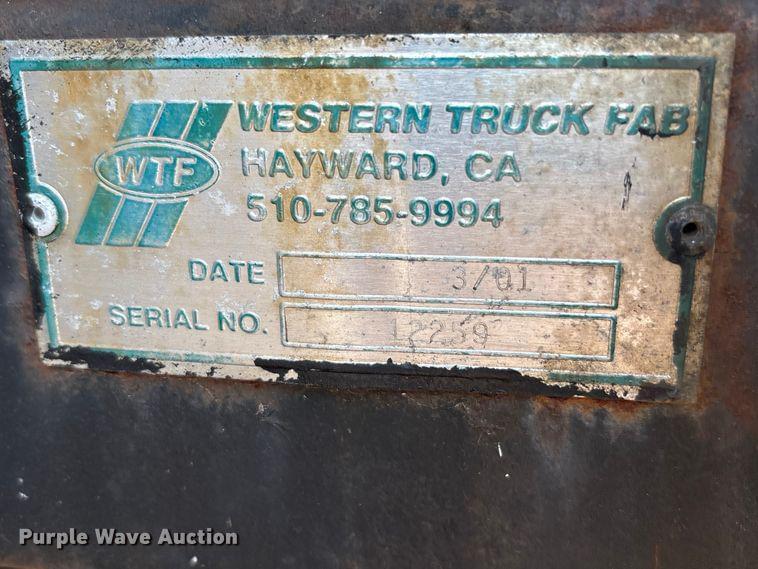 WESTERN TRUCK FAB
WTF
HAYWARD, CA
510-785-9994
DATE 3/01
SERIAL NO. 12259
Purple Wave Auction